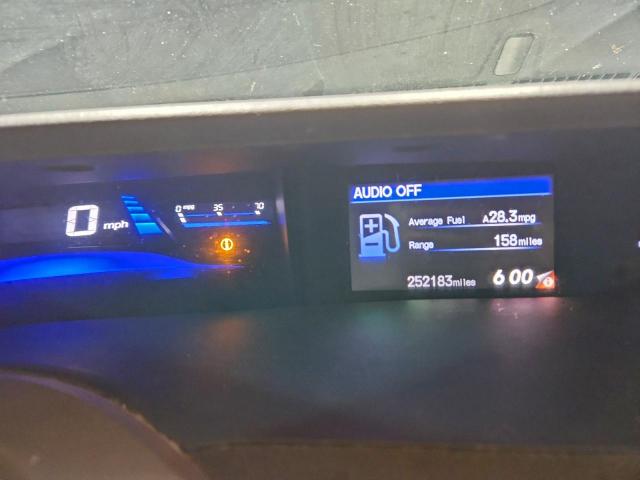 0 mph
0 mpg 35 70
AUDIO OFF
Average Fuel A28.3mpg
Range 158miles
252183miles 6:00